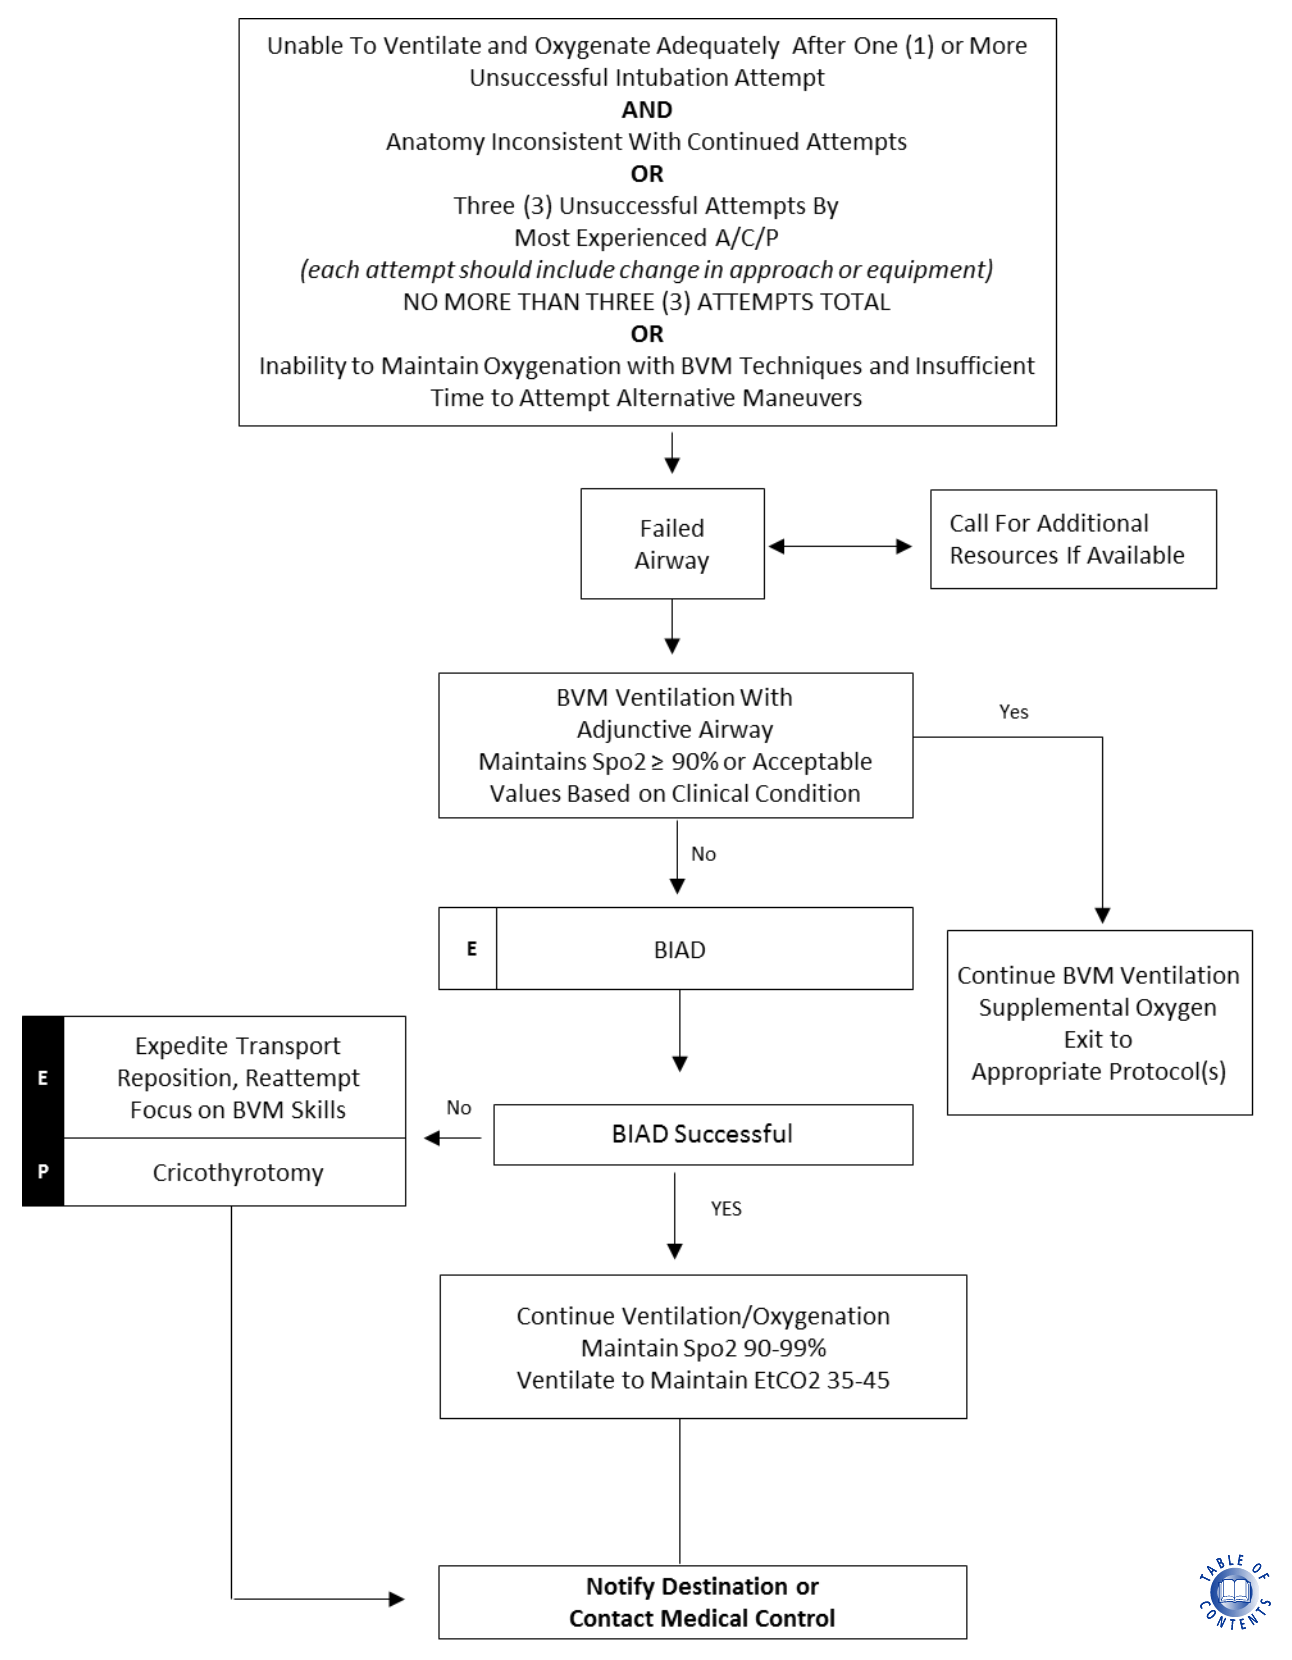 Unable To Ventilate and Oxygenate Adequately After One (1) or More
Unsuccessful Intubation Attempt
AND
Anatomy Inconsistent With Continued Attempts
OR
Three (3) Unsuccessful Attempts By
Most Experienced A/C/P
(each attempt should include change in approach or equipment)
NO MORE THAN THREE (3) ATTEMPTS TOTAL
OR
Inability to Maintain Oxygenation with BVM Techniques and Insufficient
Time to Attempt Alternative Maneuvers
Failed
Airway
Call For Additional
Resources If Available
BVM Ventilation With
Adjunctive Airway
Maintains Spo2 ≥ 90% or Acceptable
Values Based on Clinical Condition
Yes
No
E
BIAD
Continue BVM Ventilation
Supplemental Oxygen
Exit to
Appropriate Protocol(s)
E
Expedite Transport
Reposition, Reattempt
Focus on BVM Skills
P
Cricothyrotomy
No
BIAD Successful
YES
Continue Ventilation/Oxygenation
Maintain Spo2 90-99%
Ventilate to Maintain EtCO2 35-45
Notify Destination or
Contact Medical Control
TABLE OF
CONTENTS